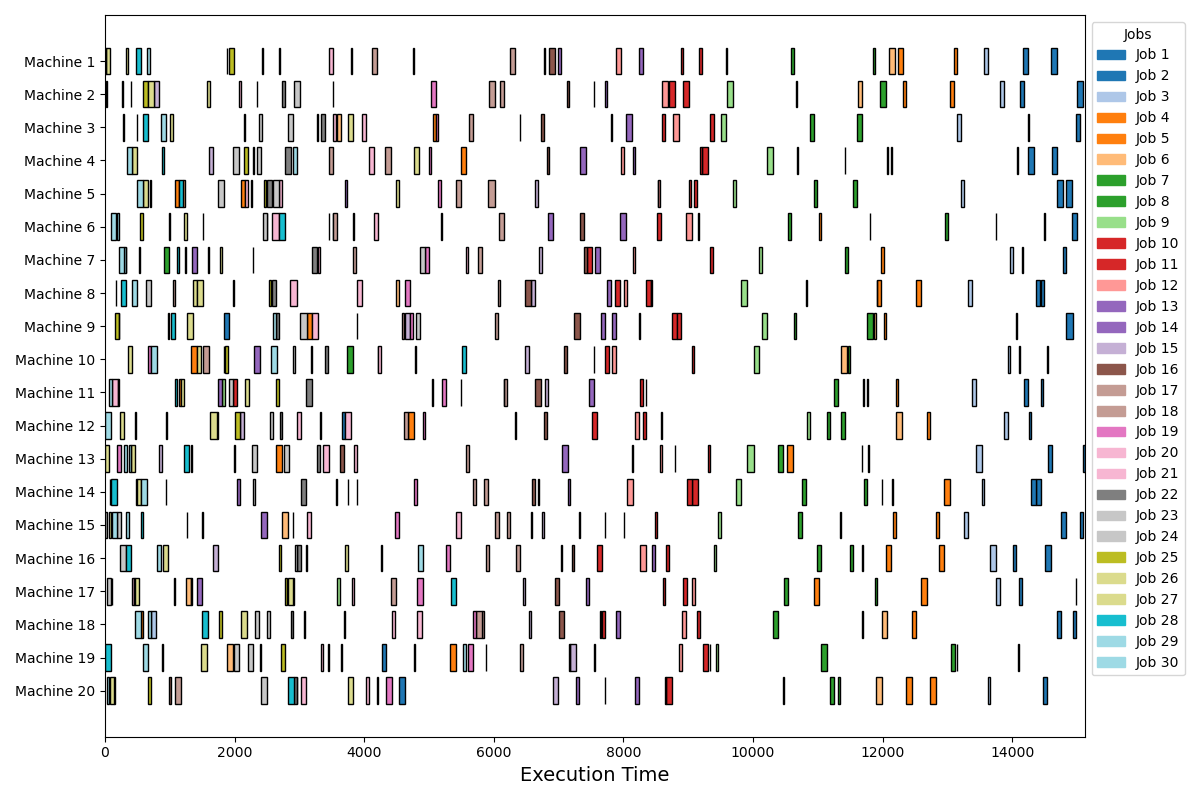 Machine 1
Machine 2
Machine 3
Machine 4
Machine 5
Machine 6
Machine 7
Machine 8
Machine 9
Machine 10
Machine 11
Machine 12
Machine 13
Machine 14
Machine 15
Machine 16
Machine 17
Machine 18
Machine 19
Machine 20
0 2000 4000 6000 8000 10000 12000 14000
Execution Time
Jobs
Job 1
Job 2
Job 3
Job 4
Job 5
Job 6
Job 7
Job 8
Job 9
Job 10
Job 11
Job 12
Job 13
Job 14
Job 15
Job 16
Job 17
Job 18
Job 19
Job 20
Job 21
Job 22
Job 23
Job 24
Job 25
Job 26
Job 27
Job 28
Job 29
Job 30